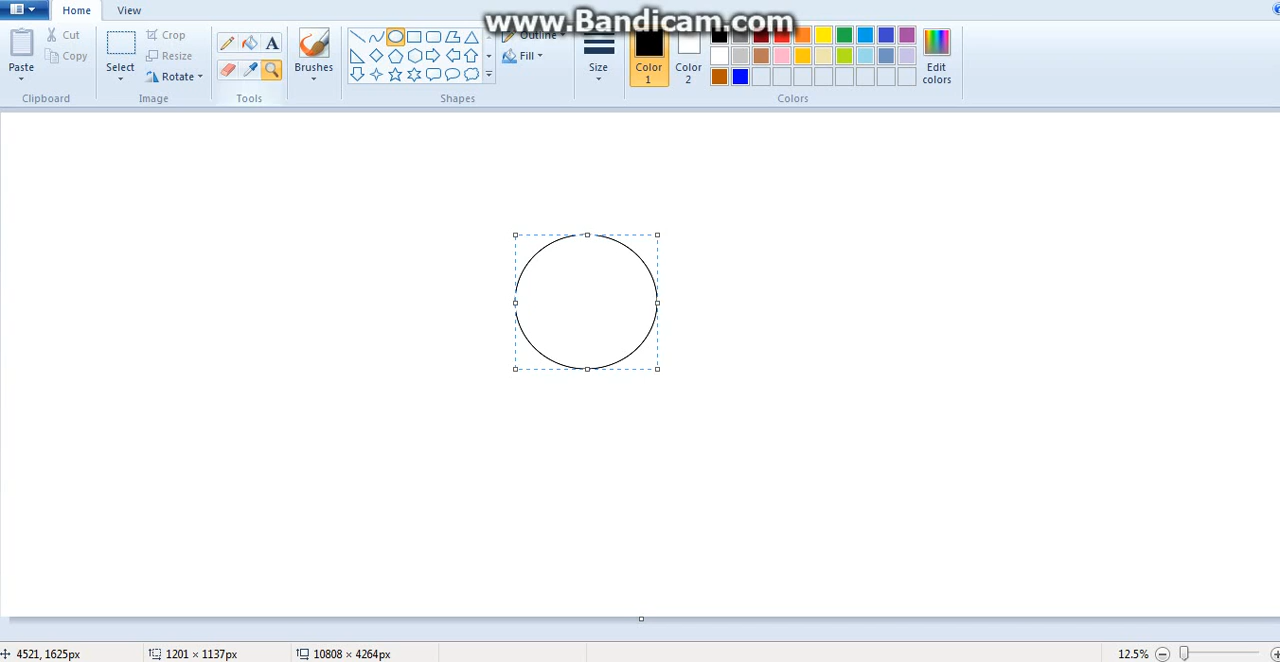 Home View
www.Bandicam.com
Paste
Cut
Copy
Clipboard
Select
Crop
Resize
Rotate
Image
A
Tools
Brushes
Shapes
Outline
Fill
Size
Color 1
Color 2
Edit colors
Colors
4521, 1625px 1201 × 1137px 10808 × 4264px 12.5%